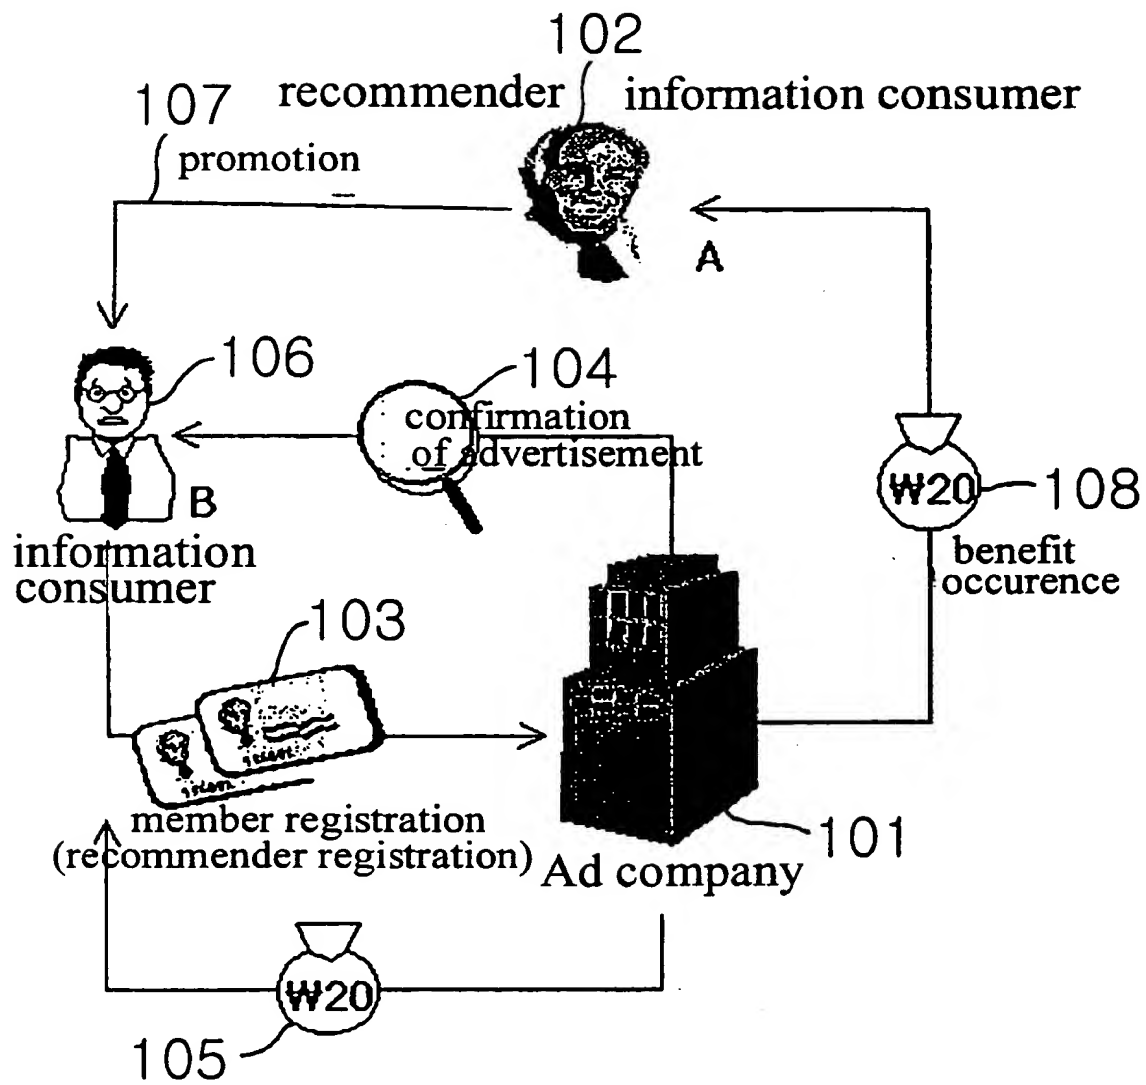 102
recommender information consumer
107
promotion
A
106
104
confirmation
of advertisement
B
information
consumer
₩20
108
benefit
occurence
103
member registration
(recommender registration)
101
Ad company
₩20
105